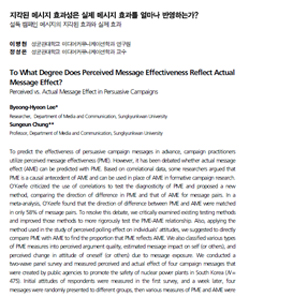 지각된 메시지 효과성은 실제 메시지 효과를 얼마나 반영하는가?
설득 캠페인 메시지의 지각된 효과와 실제 효과
이병현 성균관대학교 미디어커뮤니케이션학과 연구원
정성은 성균관대학교 미디어커뮤니케이션학과 교수
To What Degree Does Perceived Message Effectiveness Reflect Actual
Message Effect?
Perceived vs. Actual Message Effect in Persuasive Campaigns
Byeong-Hyeon Lee*
Researcher, Department of Media and Communication, Sungkyunkwan University
Sungeun Chung**
Professor, Department of Media and Communication, Sungkyunkwan University
To predict the effectiveness of persuasive campaign messages in advance, campaign practitioners
utilize perceived message effectiveness (PME). However, it has been debated whether actual message
effect (AME) can be predicted with PME. Based on correlational data, some researchers argued that
PME is a causal antecedent of AME and can be used in place of AME in formative campaign research.
O'Keefe criticized the use of correlations to test the diagnosticity of PME and proposed a new
method, comparing the direction of difference in PME and that of AME for message pairs. In a
meta-analysis, O'Keefe found that the direction of difference between PME and AME were matched
in only 58% of message pairs. To resolve this debate, we critically examined existing testing methods
and improved those methods to more rigorously test the PME-AME relationship. Also, applying the
method used in the study of perceived polling effect on individuals' attitudes, we suggested to directly
compare PME with AME to find the proportion that PME reflects AME. We also classified various types
of PME measures into perceived argument quality, estimated message impact on self (or others), and
perceived change in attitude of oneself (or others) due to message exposure. We conducted a
two-wave panel survey and measured perceived and actual effect of four campaign messages that
were created by public agencies to promote the safety of nuclear power plants in South Korea (N=
475). Initial attitudes of respondents were measured in the first survey, and a week later, four
messages were randomly presented to different groups, then various measures of PME and AME were